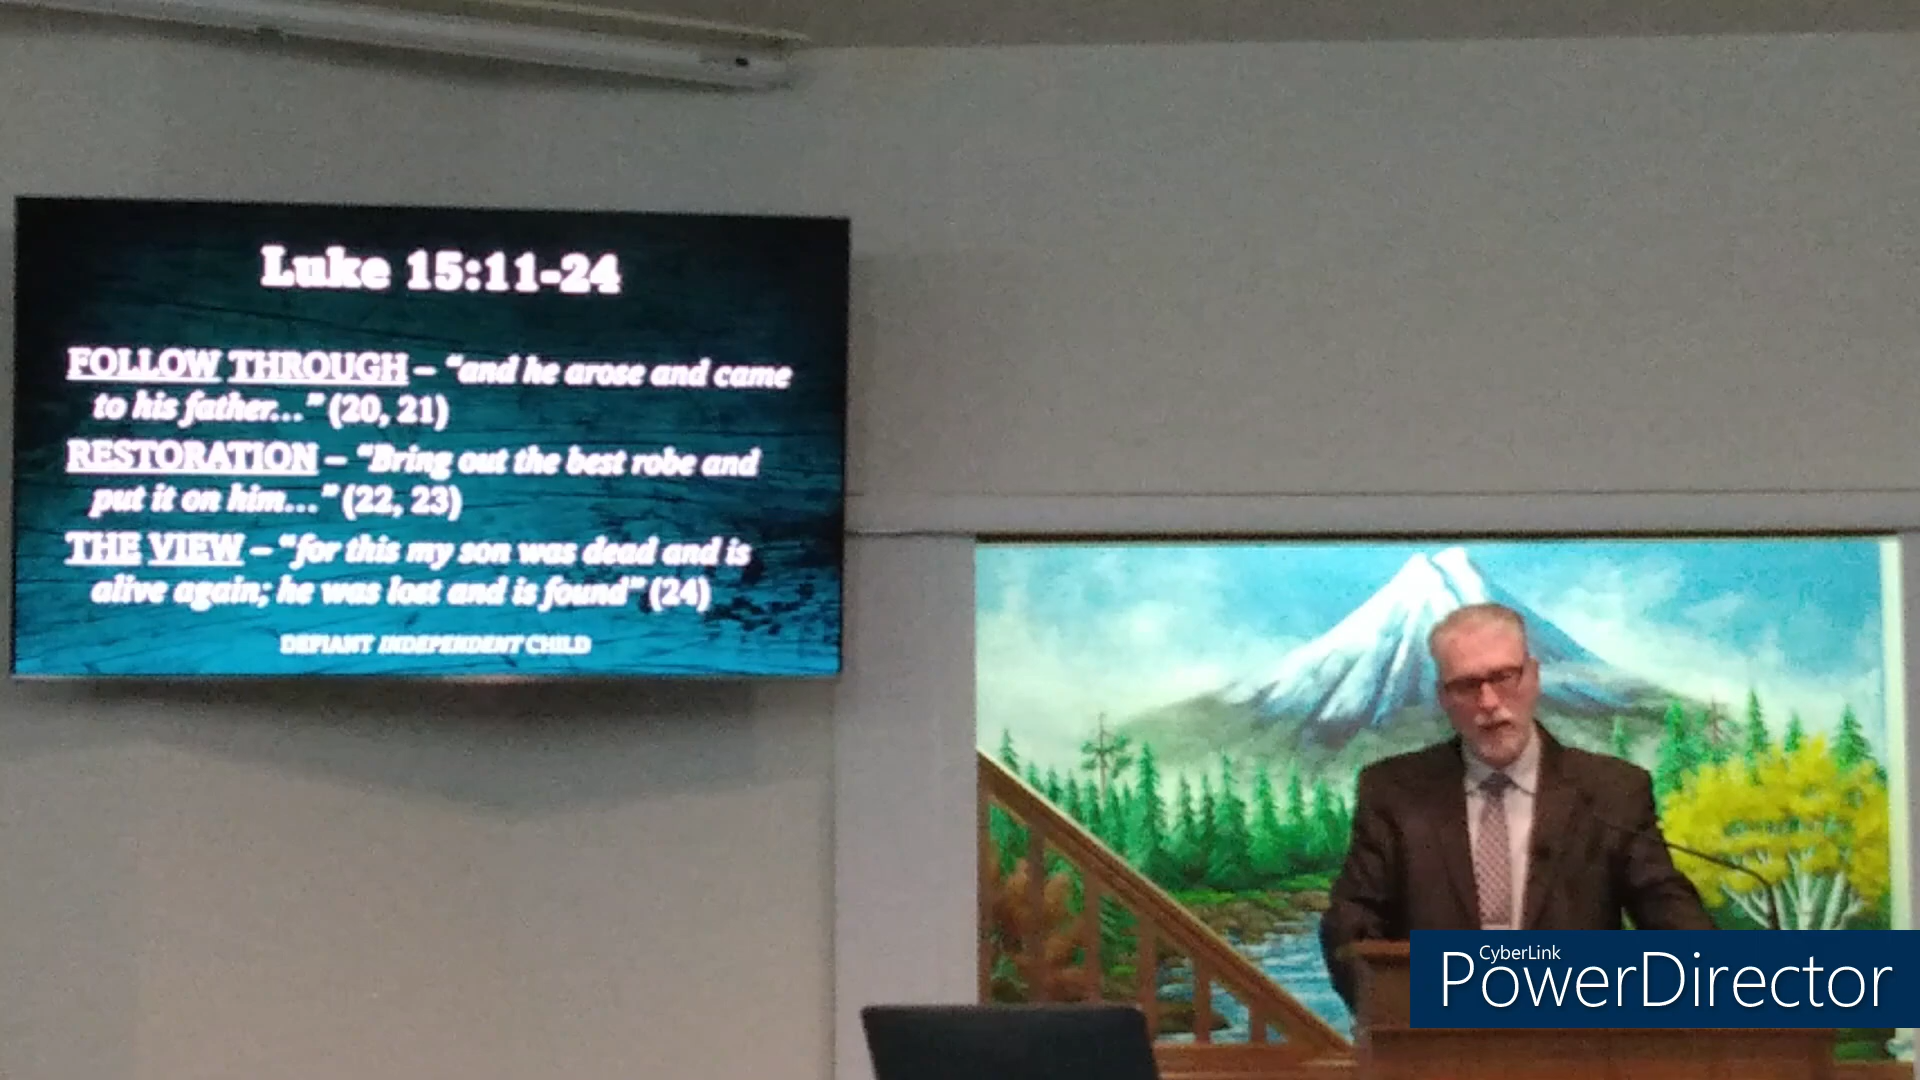 Luke 15:11-24
FOLLOW THROUGH – “and he arose and came
to his father...” (20, 21)
RESTORATION – “Bring out the best robe and
put it on him...” (22, 23)
THE VIEW – “for this my son was dead and is
alive again; he was lost and is found” (24)
DEFIANT INDEPENDENT CHILD
CyberLink
PowerDirector